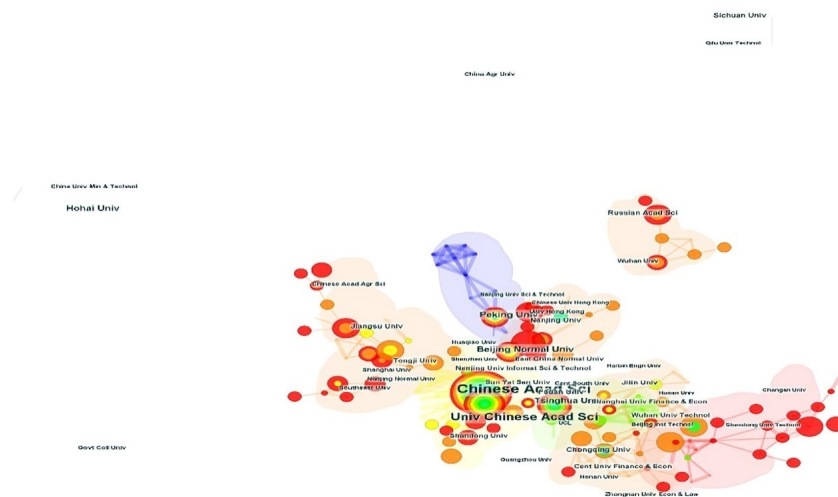 Sichuan Univ
Qilu Univ Technol
China Agr Univ
China Univ Min & Technol
Hohai Univ
Russian Acad Sci
Wuhan Univ
Chinese Acad Agr Sci
Nanjing Univ Sci & Technol
Chinese Univ Hong Kong
Univ Hong Kong
Peking Univ
Nanjing Univ
Jiangsu Univ
Huaqiao Univ
Beijing Normal Univ
Tongji Univ
Shenzhen Univ
East China Normal Univ
Shanghai Univ
Nanjing Univ Informat Sci & Technol
Harbin Engn Univ
Nanjing Normal Univ
Southeast Univ
Sun Yat Sen Univ
Cent South Univ
Jilin Univ
Chinese Acad Sci
Hunan Univ
Changan Univ
Tsinghua Univ
Shanghai Univ Finance & Econ
Univ Chinese Acad Sci
Wuhan Univ Technol
UCL
Beijing Inst Technol
Shandong Univ Technol
Shandong Univ
Govt Coll Univ
Chongqing Univ
Guangzhou Univ
Cent Univ Finance & Econ
Henan Univ
Zhongnan Univ Econ & Law